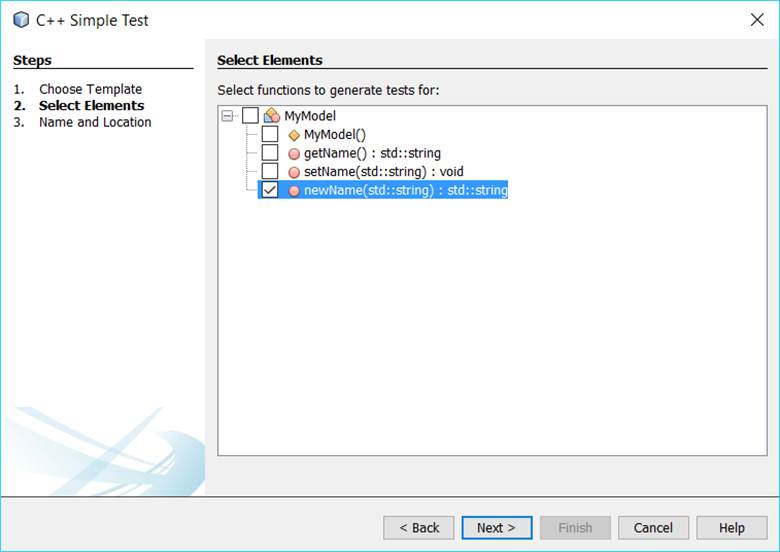 C++ Simple Test
Steps
1. Choose Template
2. Select Elements
3. Name and Location
Select Elements
Select functions to generate tests for:
MyModel
MyModel()
getName() : std::string
setName(std::string) : void
newName(std::string) : std::string
< Back
Next >
Finish
Cancel
Help